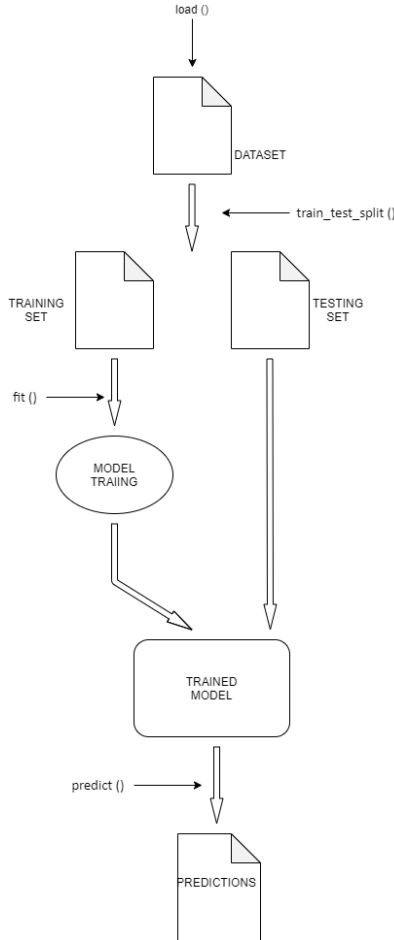 load ()
DATASET
train_test_split ()
TRAINING
SET
TESTING
SET
fit ()
MODEL
TRAIING
TRAINED
MODEL
predict ()
PREDICTIONS